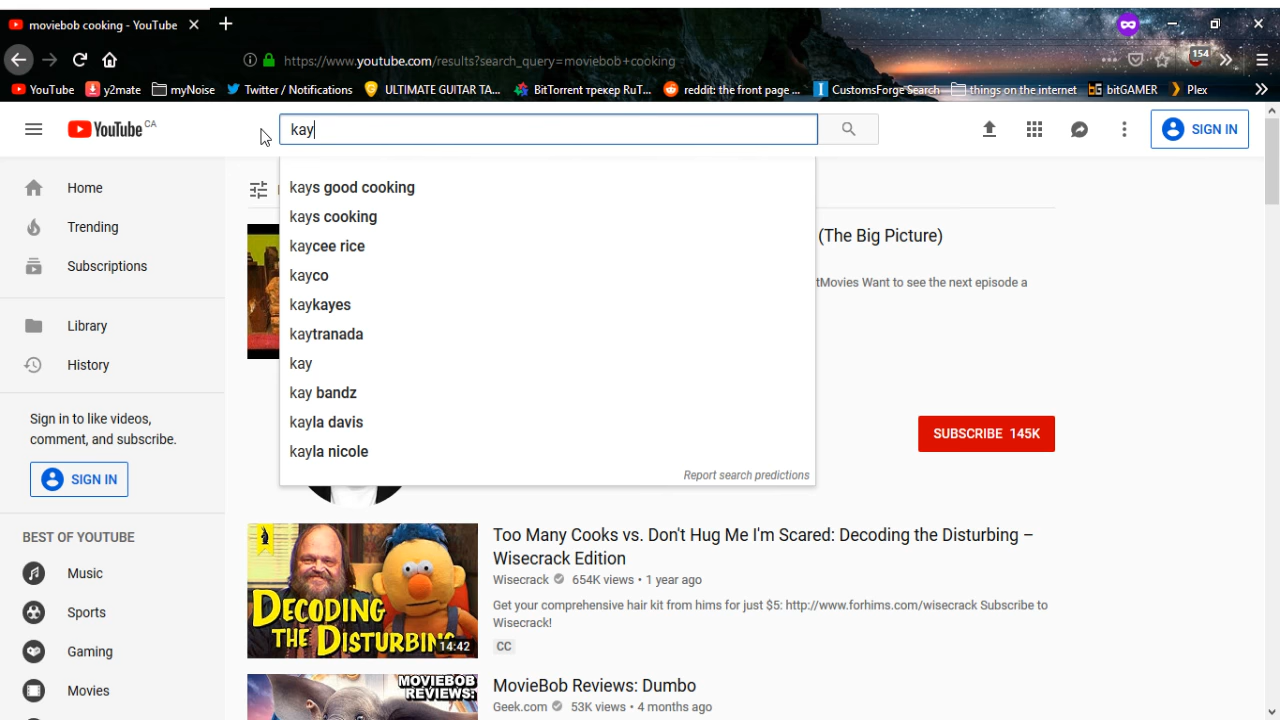 moviebob cooking - YouTube
https://www.youtube.com/results?search_query=moviebob+cooking
154
YouTube y2mate myNoise Twitter / Notifications ULTIMATE GUITAR TA... BitTorrent трекер RuT... reddit: the front page ... CustomsForge Search things on the internet bitGAMER Plex
YouTube CA
kay
SIGN IN
Home
Trending
Subscriptions
Library
History
Sign in to like videos,
comment, and subscribe.
SIGN IN
BEST OF YOUTUBE
Music
Sports
Gaming
Movies
kays good cooking
kays cooking
kaycee rice
kayco
kaykayes
kaytranada
kay
kay bandz
kayla davis
kayla nicole
Report search predictions
(The Big Picture)
tMovies Want to see the next episode a
SUBSCRIBE 145K
DECODING
THE DISTURBING
14:42
Too Many Cooks vs. Don't Hug Me I'm Scared: Decoding the Disturbing –
Wisecrack Edition
Wisecrack 654K views • 1 year ago
Get your comprehensive hair kit from hims for just $5: http://www.forhims.com/wisecrack Subscribe to
Wisecrack!
CC
MOVIEBOB
REVIEWS:
MovieBob Reviews: Dumbo
Geek.com 53K views • 4 months ago